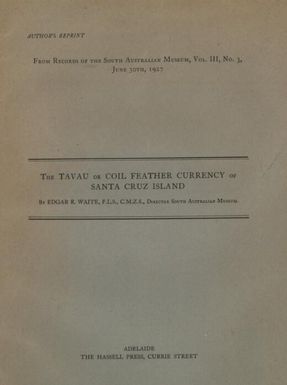 AUTHOR'S REPRINT
From Records of the South Australian Museum, Vol. III, No. 3,
June 30th, 1927
The TAVAU or COIL FEATHER CURRENCY of
SANTA CRUZ ISLAND
By EDGAR R. WAITE, F.L.S., C.M.Z.S., Director South Australian Museum.
ADELAIDE
THE HASSELL PRESS, CURRIE STREET